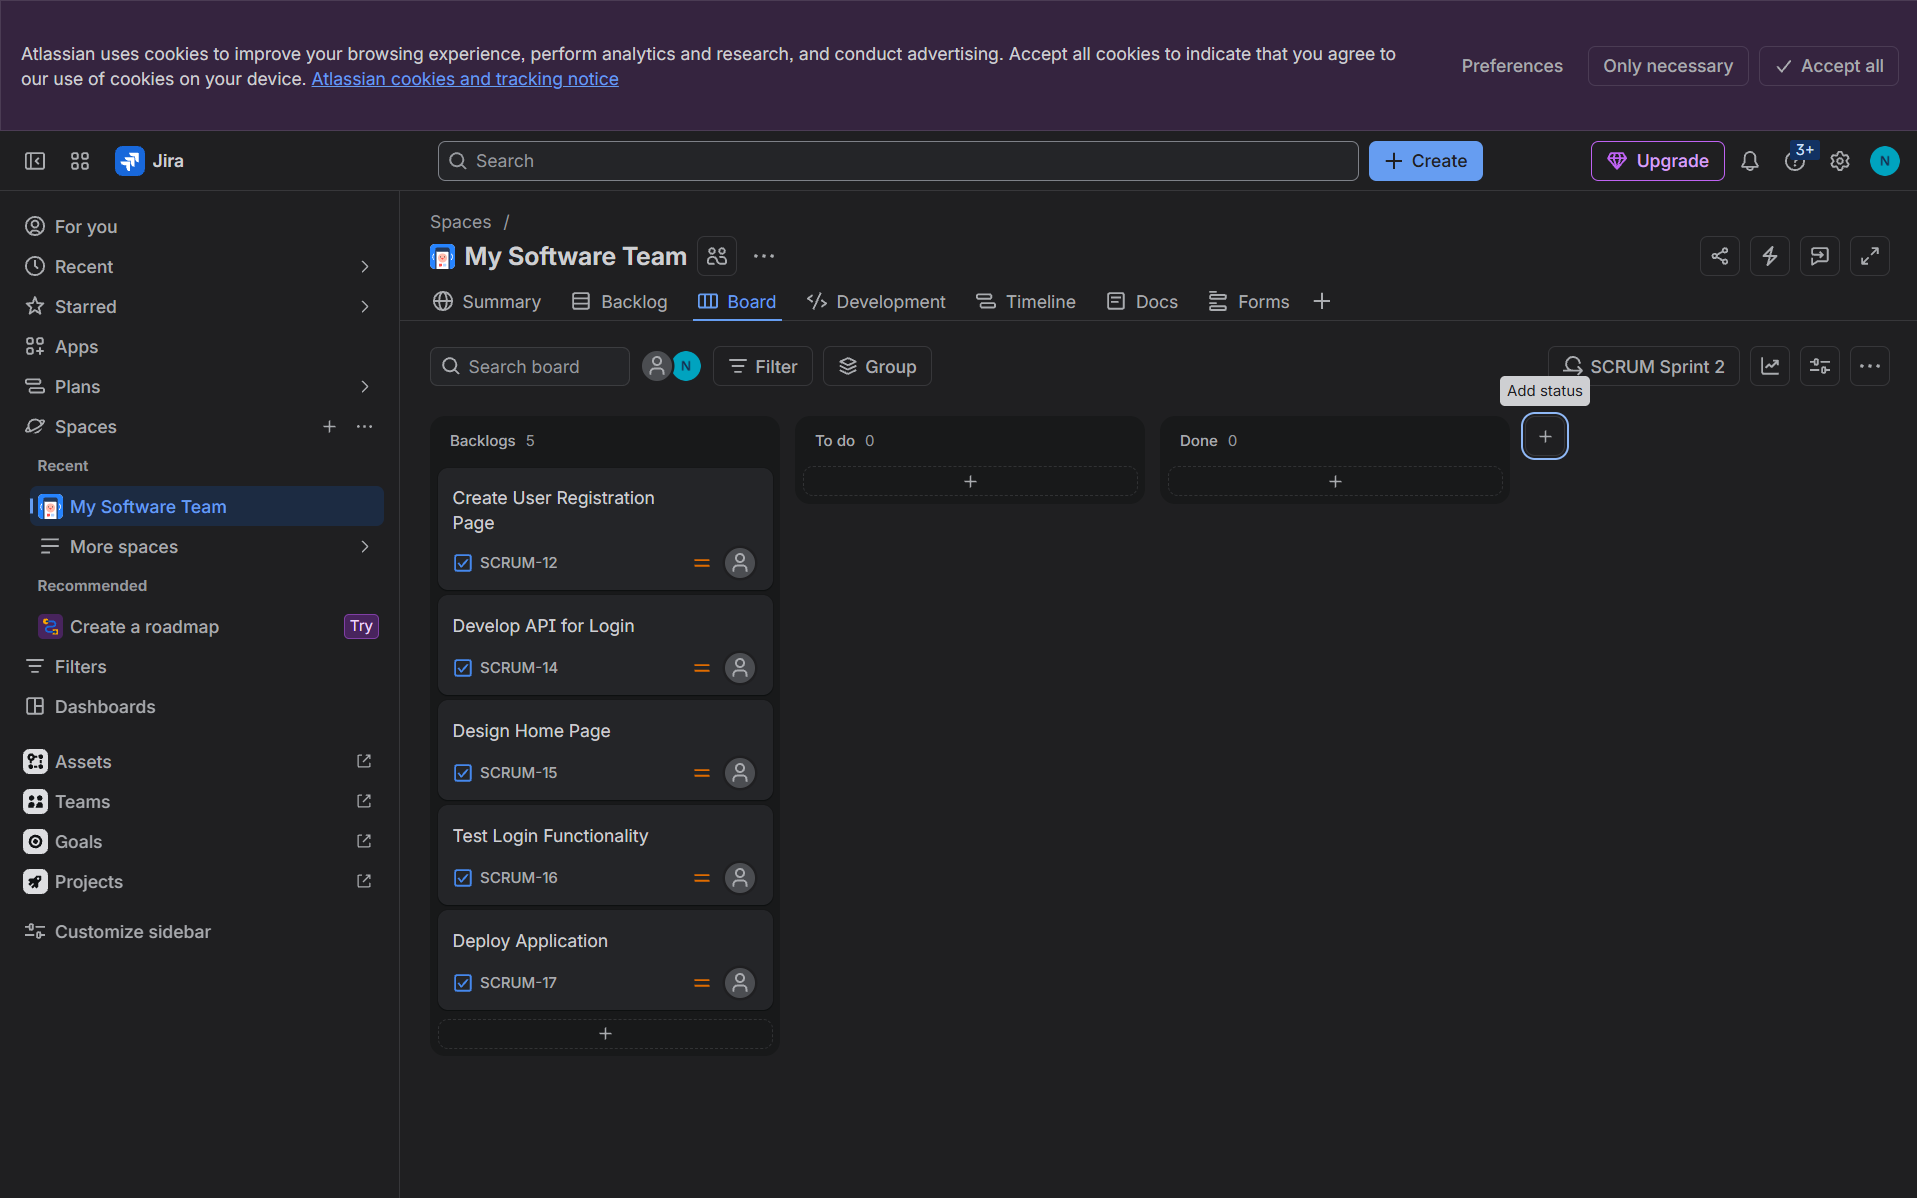 Atlassian uses cookies to improve your browsing experience, perform analytics and research, and conduct advertising. Accept all cookies to indicate that you agree to
our use of cookies on your device. Atlassian cookies and tracking notice
Preferences
Only necessary
Accept all
Jira
Search
Create
Upgrade
3+
N
For you
Recent
Starred
Apps
Plans
Spaces
Recent
My Software Team
More spaces
Recommended
Create a roadmap
Try
Filters
Dashboards
Assets
Teams
Goals
Projects
Customize sidebar
Spaces /
My Software Team
Summary
Backlog
Board
Development
Timeline
Docs
Forms
Search board
N
Filter
Group
SCRUM Sprint 2
Add status
Backlogs 5
Create User Registration
Page
SCRUM-12
Develop API for Login
SCRUM-14
Design Home Page
SCRUM-15
Test Login Functionality
SCRUM-16
Deploy Application
SCRUM-17
To do 0
Done 0